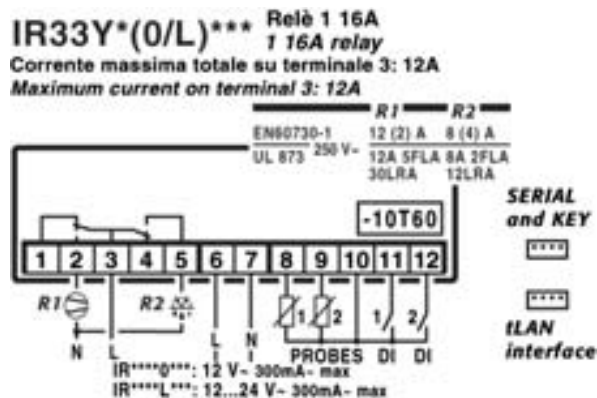 IR33Y*(0/L)*** Relè 1 16A
1 16A relay
Corrente massima totale su terminale 3: 12A
Maximum current on terminal 3: 12A
R1 R2
EN60730-1 12 (2) A 8 (4) A
UL 873 250 V~ 12A 5FLA 8A 2FLA
30LRA 12LRA
-10T60
SERIAL
and KEY
1 2 3 4 5 6 7 8 9 10 11 12
R1 R2 1 2 1 2
N L L N
PROBES DI DI
tLAN
interface
IR****0***: 12 V~ 300mA~ max
IR****L***: 12...24 V~ 300mA~ max